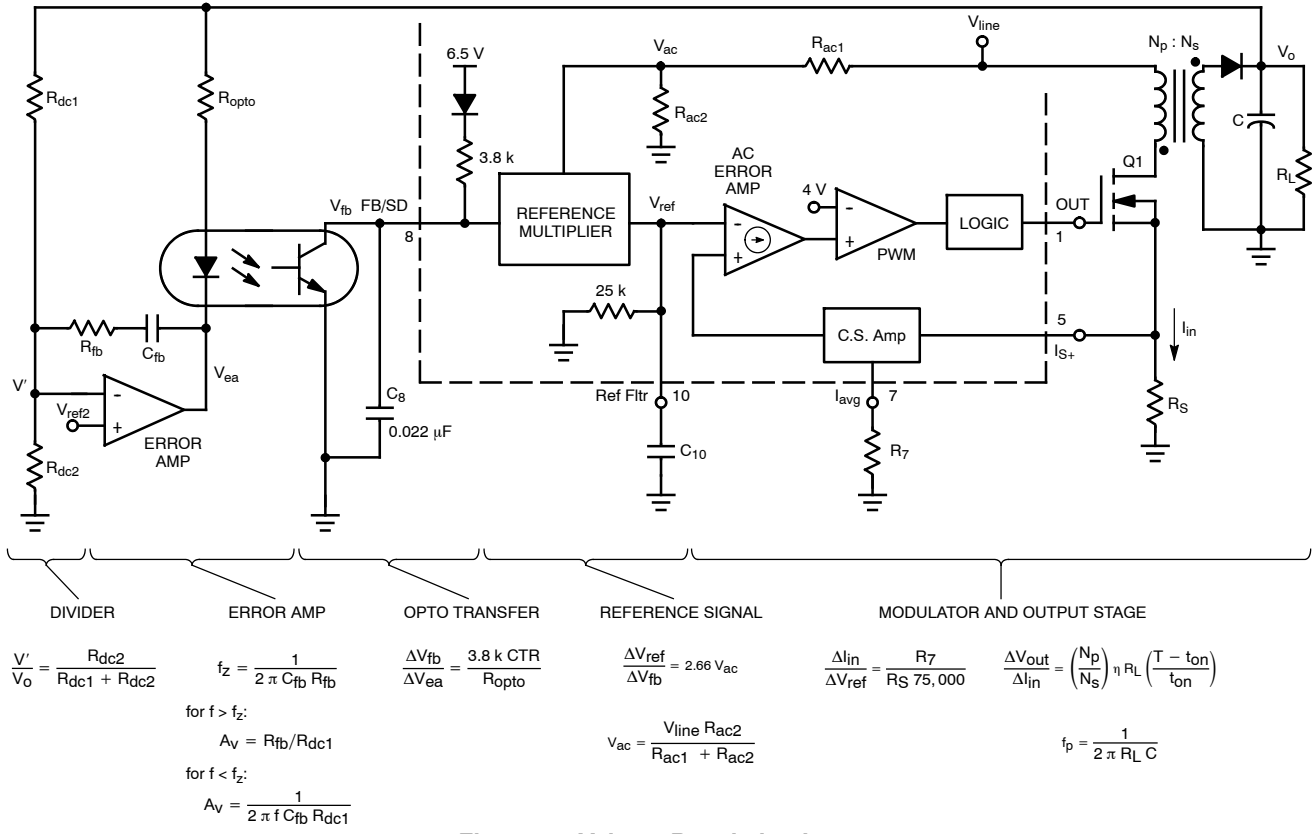 V_line
N_p : N_s
V_o
6.5 V
V_ac
R_ac1
R_dc1
R_opto
R_ac2
C
R_L
3.8 k
AC
ERROR
AMP
Q1
4 V
V_fb FB/SD
8
REFERENCE
MULTIPLIER
V_ref
-
+
-
+
PWM
LOGIC
OUT
1
25 k
C.S. Amp
5
I_S+
I_in
R_fb
C_fb
V_ea
V'
V_ref2
-
+
ERROR
AMP
C_8
0.022 μF
Ref Fltr 10
I_avg 7
R_S
R_dc2
C_10
R_7
DIVIDER
ERROR AMP
OPTO TRANSFER
REFERENCE SIGNAL
MODULATOR AND OUTPUT STAGE
V'/V_o = R_dc2/(R_dc1 + R_dc2)
f_z = 1/(2 π C_fb R_fb)
ΔV_fb/ΔV_ea = 3.8 k CTR/R_opto
ΔV_ref/ΔV_fb = 2.66 V_ac
ΔI_in/ΔV_ref = R_7/(R_S 75,000)
ΔV_out/ΔI_in = (N_p/N_s) η R_L ((T − t_on)/t_on)
for f > f_z:
A_V = R_fb/R_dc1
V_ac = V_line R_ac2/(R_ac1 + R_ac2)
f_p = 1/(2 π R_L C)
for f < f_z:
A_V = 1/(2 π f C_fb R_dc1)